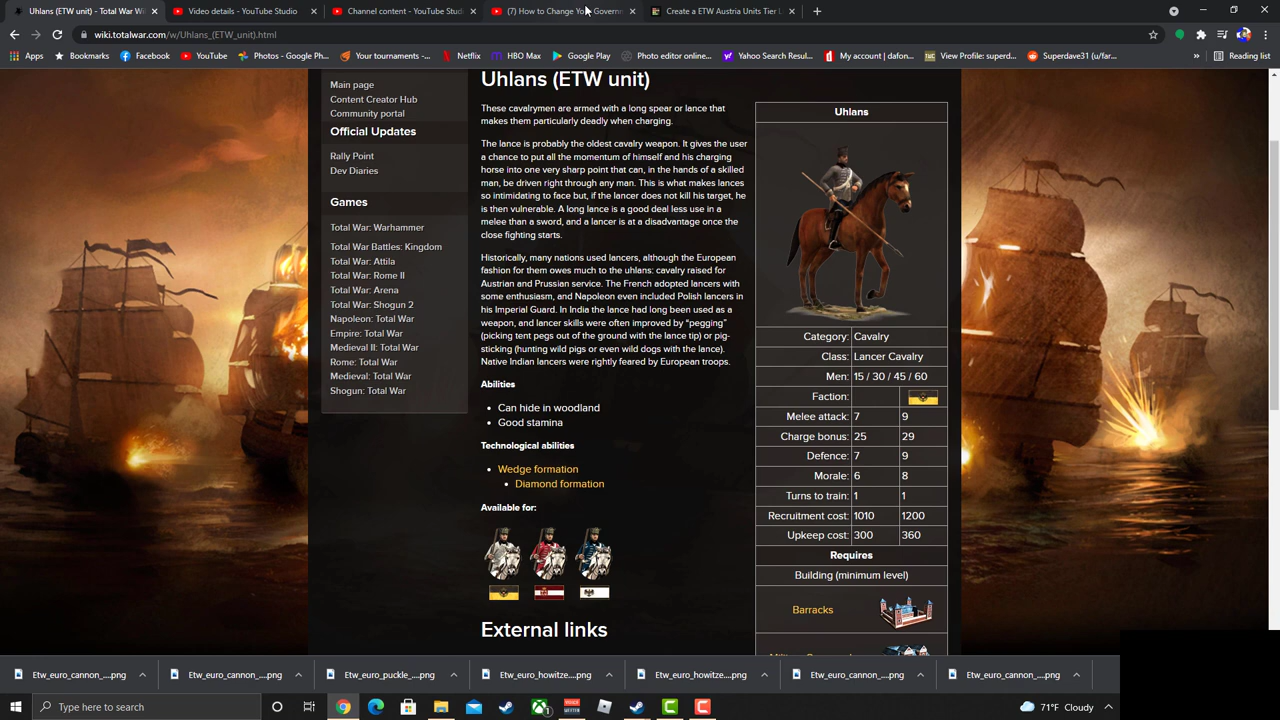 Uhlans (ETW unit) - Total War Wi
Video details - YouTube Studio
Channel content - YouTube Studi
(7) How to Change You Governm
Create a ETW Austria Units Tier L
wiki.totalwar.com/w/Uhlans_(ETW_unit).html
Apps
Bookmarks
Facebook
YouTube
Photos - Google Ph...
Your tournaments -...
Netflix
HBO Max
Google Play
Photo editor online...
Yahoo Search Resul...
My account | dafon...
View Profile: superd...
Superdave31 (u/far...
»
Reading list
Main page
Content Creator Hub
Community portal
Official Updates
Rally Point
Dev Diaries
Games
Total War: Warhammer
Total War Battles: Kingdom
Total War: Attila
Total War: Rome II
Total War: Arena
Total War: Shogun 2
Napoleon: Total War
Empire: Total War
Medieval II: Total War
Rome: Total War
Medieval: Total War
Shogun: Total War
Uhlans (ETW unit)
These cavalrymen are armed with a long spear or lance that
makes them particularly deadly when charging.
The lance is probably the oldest cavalry weapon. It gives the user
a chance to put all the momentum of himself and his charging
horse into one very sharp point that can, in the hands of a skilled
man, be driven right through any man. This is what makes lances
so intimidating to face but, if the lancer does not kill his target, he
is then vulnerable. A long lance is a good deal less use in a
melee than a sword, and a lancer is at a disadvantage once the
close fighting starts.
Historically, many nations used lancers, although the European
fashion for them owes much to the uhlans: cavalry raised for
Austrian and Prussian service. The French adopted lancers with
some enthusiasm, and Napoleon even included Polish lancers in
his Imperial Guard. In India the lance had long been used as a
weapon, and lancer skills were often improved by “pegging”
(picking tent pegs out of the ground with the lance tip) or pig-
sticking (hunting wild pigs or even wild dogs with the lance).
Native Indian lancers were rightly feared by European troops.
Abilities
• Can hide in woodland
• Good stamina
Technological abilities
• Wedge formation
• Diamond formation
Available for:
External links
Uhlans
Category: Cavalry
Class: Lancer Cavalry
Men: 15 / 30 / 45 / 60
Faction:
Melee attack: 7 9
Charge bonus: 25 29
Defence: 7 9
Morale: 6 8
Turns to train: 1 1
Recruitment cost: 1010 1200
Upkeep cost: 300 360
Requires
Building (minimum level)
Barracks
Etw_euro_cannon_....png
Etw_euro_cannon_....png
Etw_euro_puckle_....png
Etw_euro_howitze....png
Etw_euro_howitze....png
Etw_euro_cannon_....png
Etw_euro_cannon_....png
Type here to search
71°F Cloudy